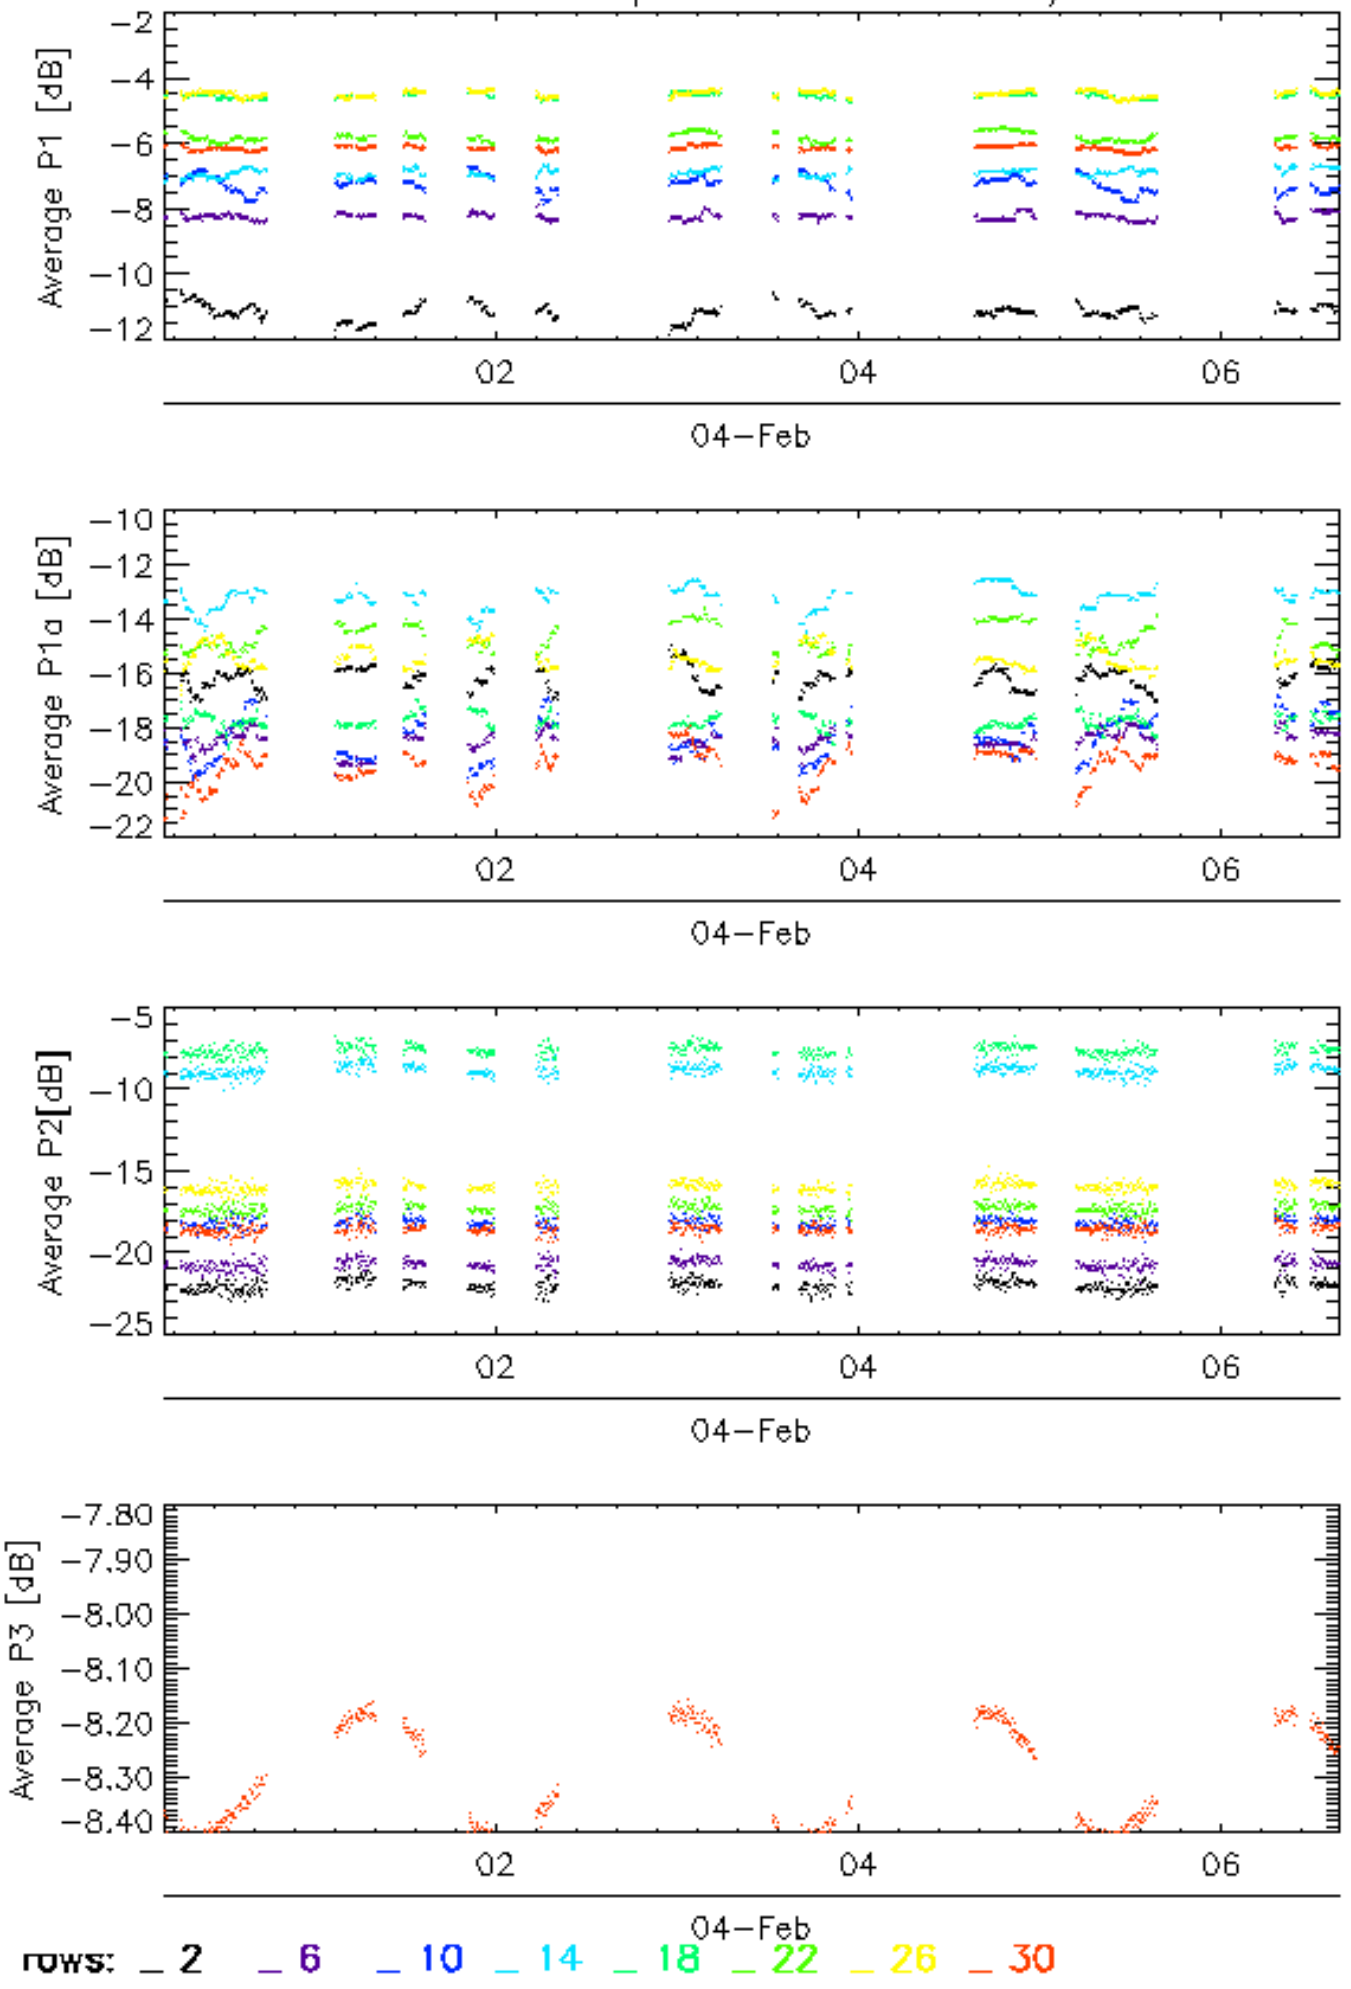 -2
-4
-6
-8
-10
-12
Average P1 [dB]
02 04 06
04-Feb
-10
-12
-14
-16
-18
-20
-22
Average P1a [dB]
02 04 06
04-Feb
-5
-10
-15
-20
-25
Average P2[dB]
02 04 06
04-Feb
-7.80
-7.90
-8.00
-8.10
-8.20
-8.30
-8.40
Average P3 [dB]
02 04 06
04-Feb
rows: _ 2 _ 6 _ 10 _ 14 _ 18 _ 22 _ 26 _ 30